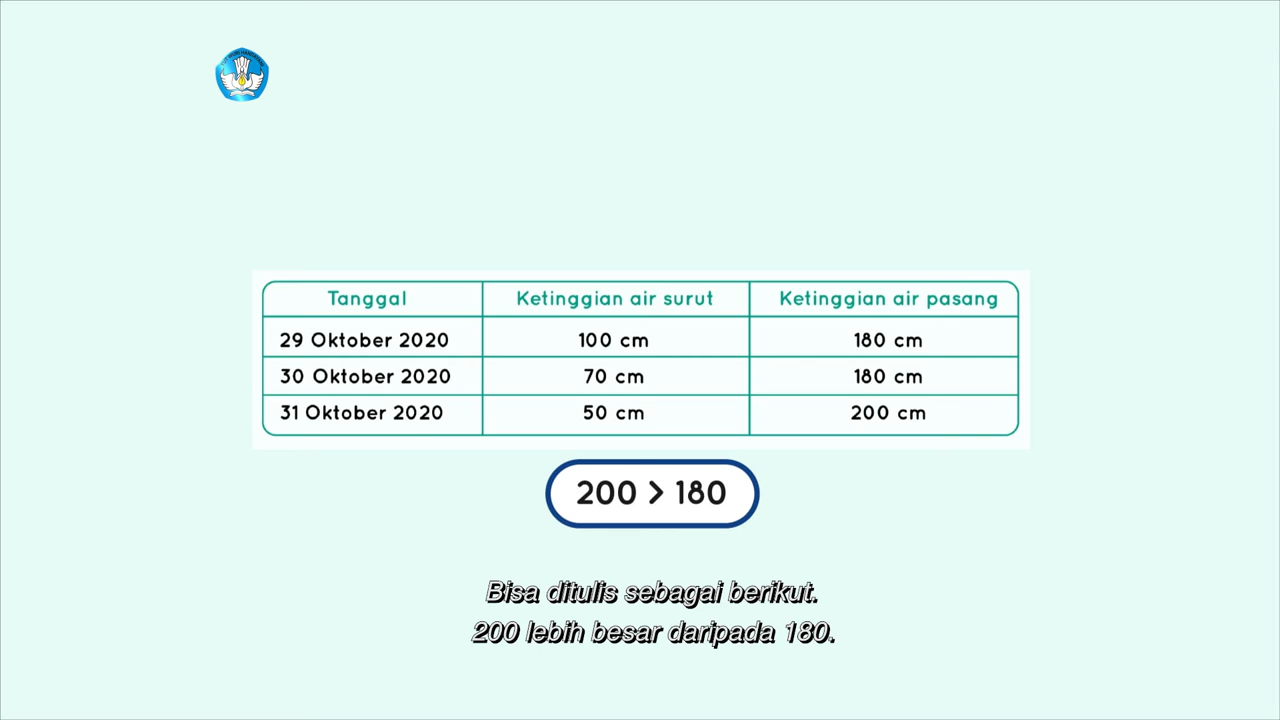 Tanggal Ketinggian air surut Ketinggian air pasang
29 Oktober 2020 100 cm 180 cm
30 Oktober 2020 70 cm 180 cm
31 Oktober 2020 50 cm 200 cm
200 > 180
Bisa ditulis sebagai berikut.
200 lebih besar daripada 180.